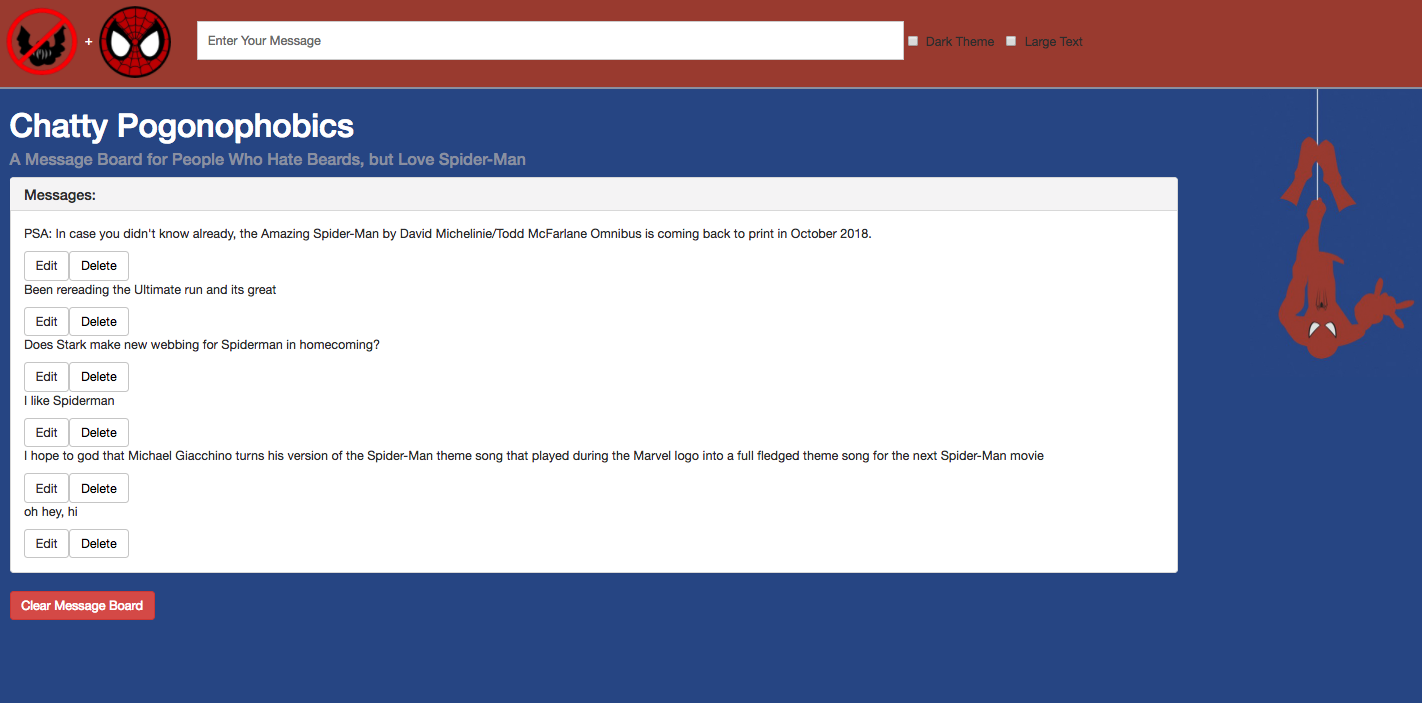 +
Enter Your Message
Dark Theme
Large Text
Chatty Pogonophobics
A Message Board for People Who Hate Beards, but Love Spider-Man
Messages:
PSA: In case you didn't know already, the Amazing Spider-Man by David Michelinie/Todd McFarlane Omnibus is coming back to print in October 2018.
Edit Delete
Been rereading the Ultimate run and its great
Edit Delete
Does Stark make new webbing for Spiderman in homecoming?
Edit Delete
I like Spiderman
Edit Delete
I hope to god that Michael Giacchino turns his version of the Spider-Man theme song that played during the Marvel logo into a full fledged theme song for the next Spider-Man movie
Edit Delete
oh hey, hi
Edit Delete
Clear Message Board